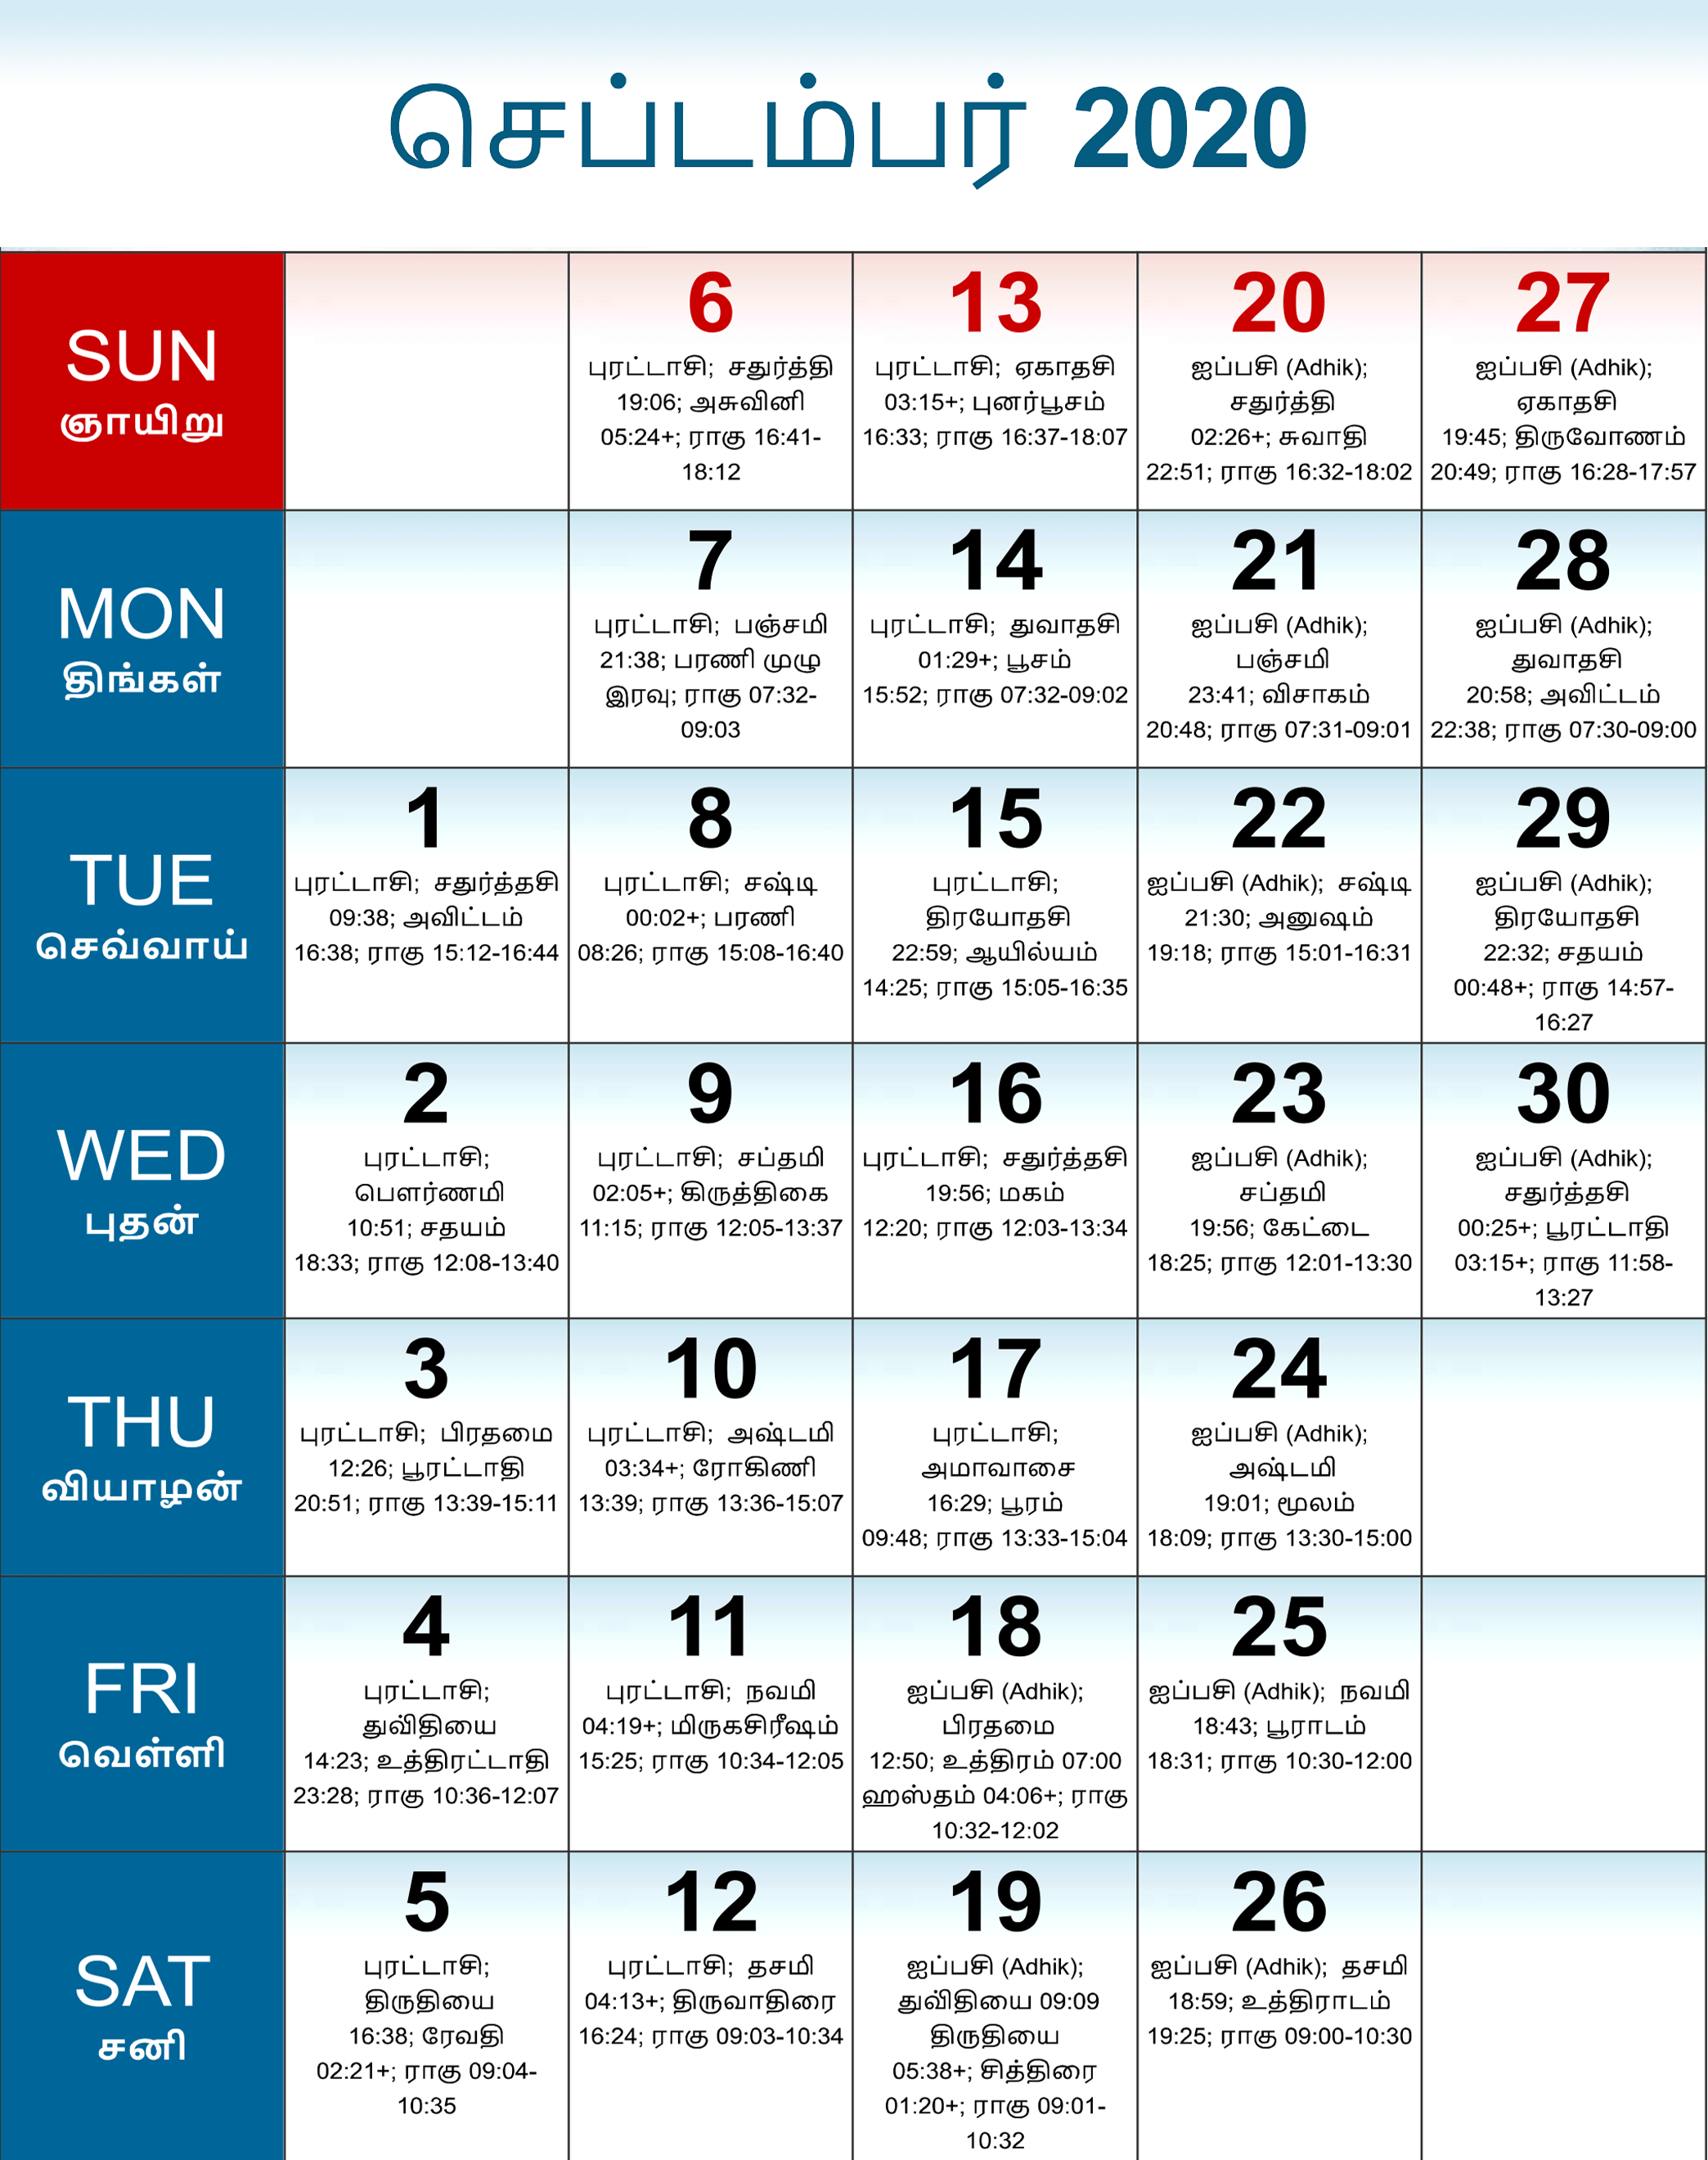 செப்டம்பர் 2020
SUN
ஞாயிறு
6
புரட்டாசி; சதுர்த்தி
19:06; அசுவினி
05:24+; ராகு 16:41-
18:12
13
புரட்டாசி; ஏகாதசி
03:15+; புனர்பூசம்
16:33; ராகு 16:37-18:07
20
ஐப்பசி (Adhik);
சதுர்த்தி
02:26+; சுவாதி
22:51; ராகு 16:32-18:02
27
ஐப்பசி (Adhik);
ஏகாதசி
19:45; திருவோணம்
20:49; ராகு 16:28-17:57
MON
திங்கள்
7
புரட்டாசி; பஞ்சமி
21:38; பரணி முழு
இரவு; ராகு 07:32-
09:03
14
புரட்டாசி; துவாதசி
01:29+; பூசம்
15:52; ராகு 07:32-09:02
21
ஐப்பசி (Adhik);
பஞ்சமி
23:41; விசாகம்
20:48; ராகு 07:31-09:01
28
ஐப்பசி (Adhik);
துவாதசி
20:58; அவிட்டம்
22:38; ராகு 07:30-09:00
TUE
செவ்வாய்
1
புரட்டாசி; சதுர்த்தசி
09:38; அவிட்டம்
16:38; ராகு 15:12-16:44
8
புரட்டாசி; சஷ்டி
00:02+; பரணி
08:26; ராகு 15:08-16:40
15
புரட்டாசி;
திரயோதசி
22:59; ஆயில்யம்
14:25; ராகு 15:05-16:35
22
ஐப்பசி (Adhik); சஷ்டி
21:30; அனுஷம்
19:18; ராகு 15:01-16:31
29
ஐப்பசி (Adhik);
திரயோதசி
22:32; சதயம்
00:48+; ராகு 14:57-
16:27
WED
புதன்
2
புரட்டாசி;
பௌர்ணமி
10:51; சதயம்
18:33; ராகு 12:08-13:40
9
புரட்டாசி; சப்தமி
02:05+; கிருத்திகை
11:15; ராகு 12:05-13:37
16
புரட்டாசி; சதுர்த்தசி
19:56; மகம்
12:20; ராகு 12:03-13:34
23
ஐப்பசி (Adhik);
சப்தமி
19:56; கேட்டை
18:25; ராகு 12:01-13:30
30
ஐப்பசி (Adhik);
சதுர்த்தசி
00:25+; பூரட்டாதி
03:15+; ராகு 11:58-
13:27
THU
வியாழன்
3
புரட்டாசி; பிரதமை
12:26; பூரட்டாதி
20:51; ராகு 13:39-15:11
10
புரட்டாசி; அஷ்டமி
03:34+; ரோகிணி
13:39; ராகு 13:36-15:07
17
புரட்டாசி;
அமாவாசை
16:29; பூரம்
09:48; ராகு 13:33-15:04
24
ஐப்பசி (Adhik);
அஷ்டமி
19:01; மூலம்
18:09; ராகு 13:30-15:00
FRI
வெள்ளி
4
புரட்டாசி;
துவிதியை
14:23; உத்திரட்டாதி
23:28; ராகு 10:36-12:07
11
புரட்டாசி; நவமி
04:19+; மிருகசிரீஷம்
15:25; ராகு 10:34-12:05
18
ஐப்பசி (Adhik);
பிரதமை
12:50; உத்திரம் 07:00
ஹஸ்தம் 04:06+; ராகு
10:32-12:02
25
ஐப்பசி (Adhik); நவமி
18:43; பூராடம்
18:31; ராகு 10:30-12:00
SAT
சனி
5
புரட்டாசி;
திருதியை
16:38; ரேவதி
02:21+; ராகு 09:04-
10:35
12
புரட்டாசி; தசமி
04:13+; திருவாதிரை
16:24; ராகு 09:03-10:34
19
ஐப்பசி (Adhik);
துவிதியை 09:09
திருதியை
05:38+; சித்திரை
01:20+; ராகு 09:01-
10:32
26
ஐப்பசி (Adhik); தசமி
18:59; உத்திராடம்
19:25; ராகு 09:00-10:30